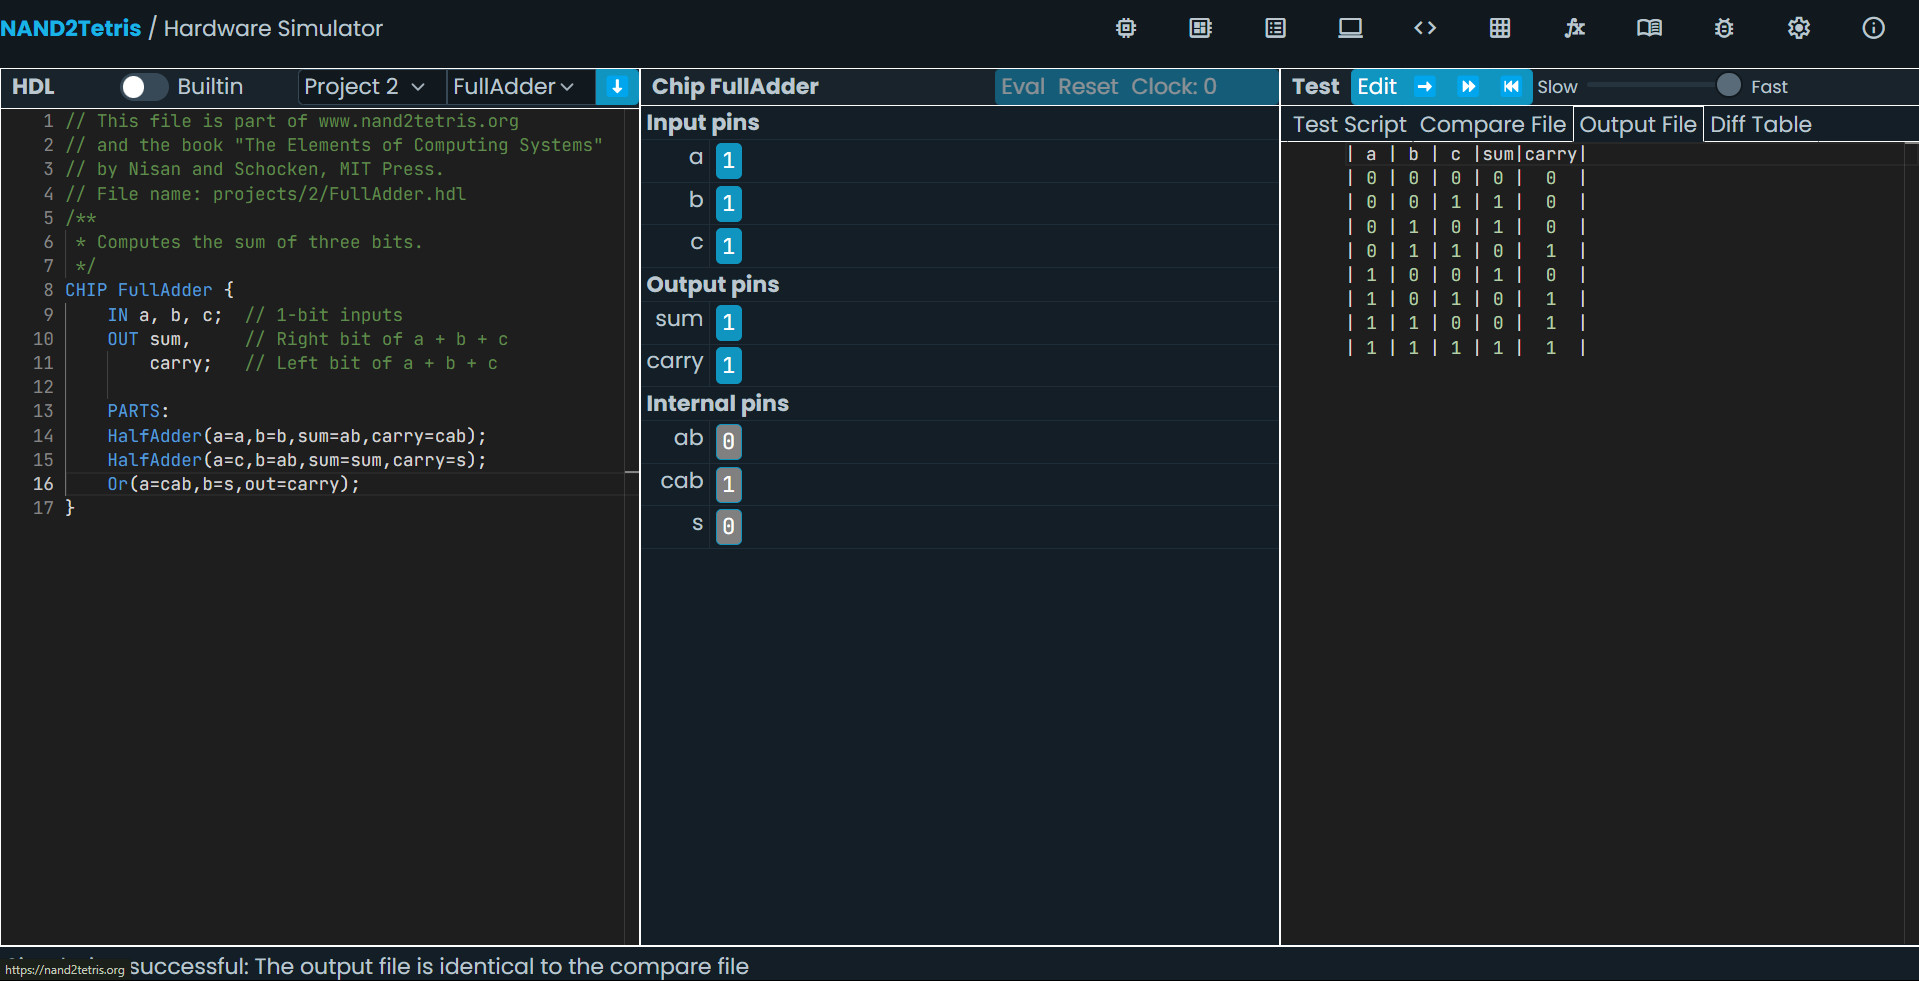 NAND2Tetris / Hardware Simulator
HDL Builtin Project 2 FullAdder
1 // This file is part of www.nand2tetris.org
2 // and the book "The Elements of Computing Systems"
3 // by Nisan and Schocken, MIT Press.
4 // File name: projects/2/FullAdder.hdl
5 /**
6 * Computes the sum of three bits.
7 */
8 CHIP FullAdder {
9 IN a, b, c; // 1-bit inputs
10 OUT sum, // Right bit of a + b + c
11 carry; // Left bit of a + b + c
12
13 PARTS:
14 HalfAdder(a=a,b=b,sum=ab,carry=cab);
15 HalfAdder(a=c,b=ab,sum=sum,carry=s);
16 Or(a=cab,b=s,out=carry);
17 }
Chip FullAdder Eval Reset Clock: 0
Input pins
a 1
b 1
c 1
Output pins
sum 1
carry 1
Internal pins
ab 0
cab 1
s 0
Test Edit Slow Fast
Test Script Compare File Output File Diff Table
| a | b | c |sum|carry|
| 0 | 0 | 0 | 0 | 0 |
| 0 | 0 | 1 | 1 | 0 |
| 0 | 1 | 0 | 1 | 0 |
| 0 | 1 | 1 | 0 | 1 |
| 1 | 0 | 0 | 1 | 0 |
| 1 | 0 | 1 | 0 | 1 |
| 1 | 1 | 0 | 0 | 1 |
| 1 | 1 | 1 | 1 | 1 |
successful: The output file is identical to the compare file
https://nand2tetris.org